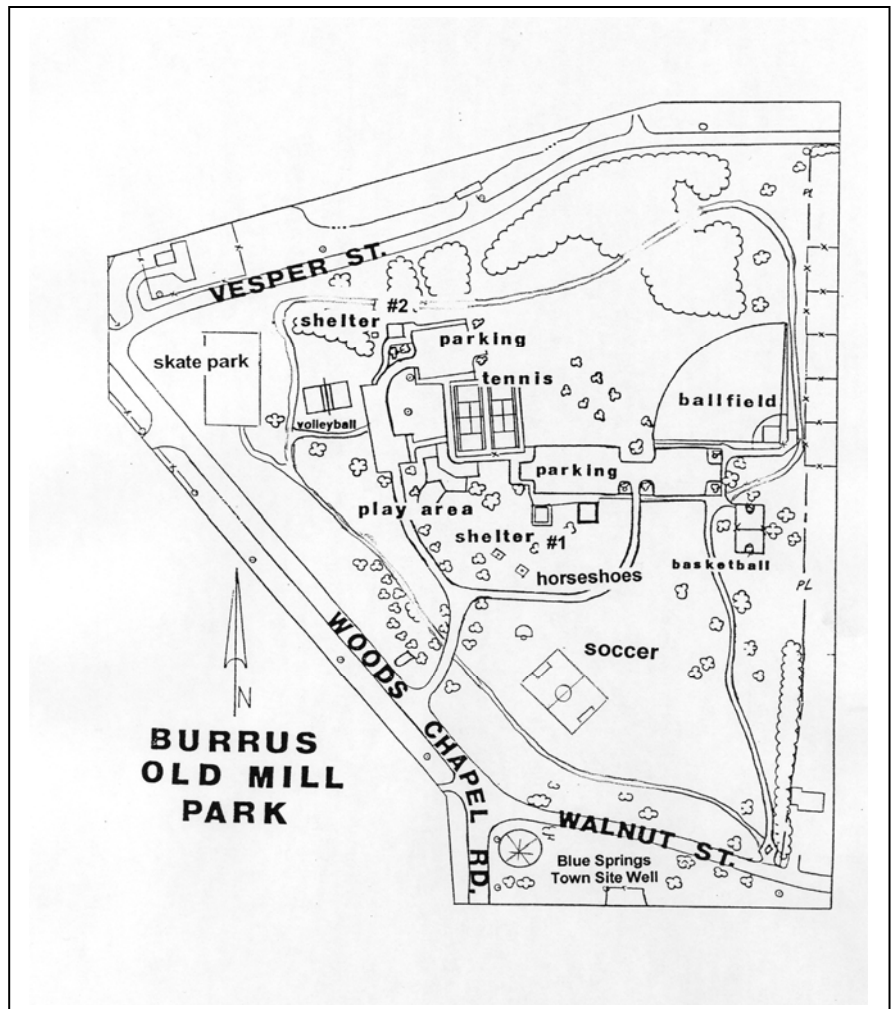 VESPER ST.
PL
#2
shelter
parking
skate park
tennis
ballfield
volleyball
parking
play area
shelter #1
basketball
horseshoes
PL
WOODS CHAPEL RD.
soccer
N
BURRUS
OLD MILL
PARK
WALNUT ST.
Blue Springs
Town Site Well